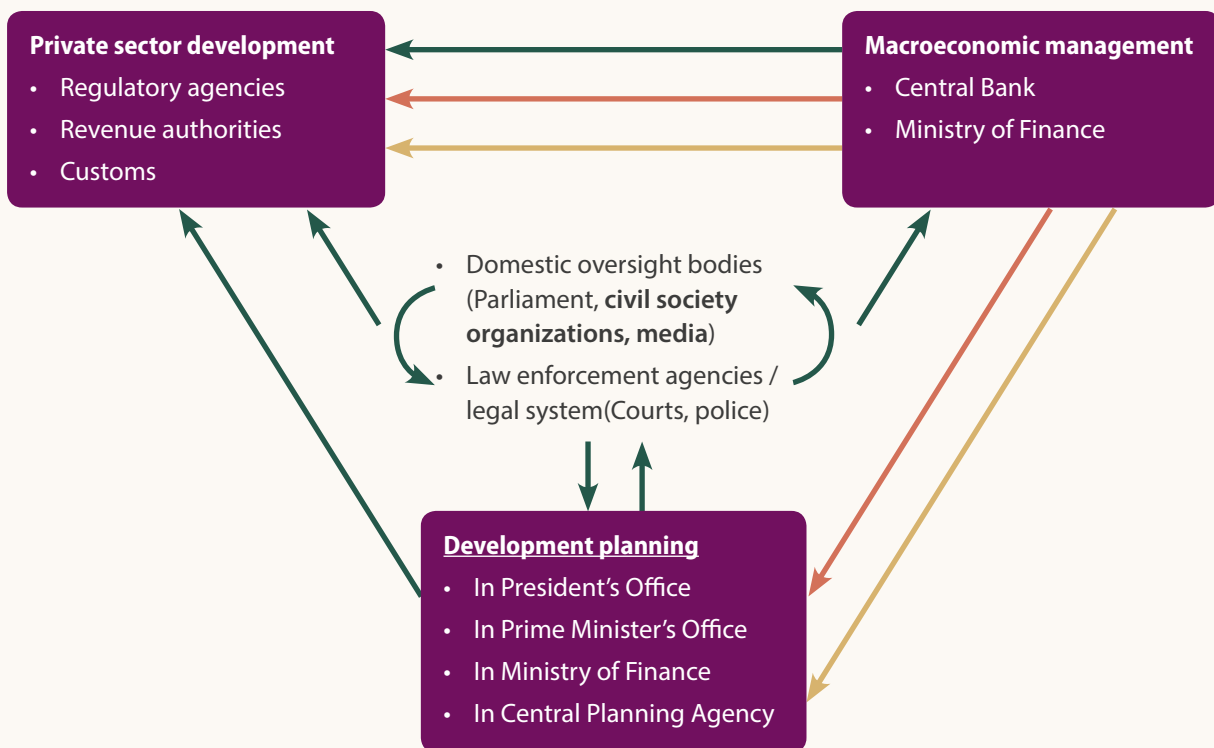 Private sector development
• Regulatory agencies
• Revenue authorities
• Customs
Macroeconomic management
• Central Bank
• Ministry of Finance
• Domestic oversight bodies
(Parliament, civil society
organizations, media)
• Law enforcement agencies /
legal system(Courts, police)
Development planning
• In President’s Office
• In Prime Minister’s Office
• In Ministry of Finance
• In Central Planning Agency